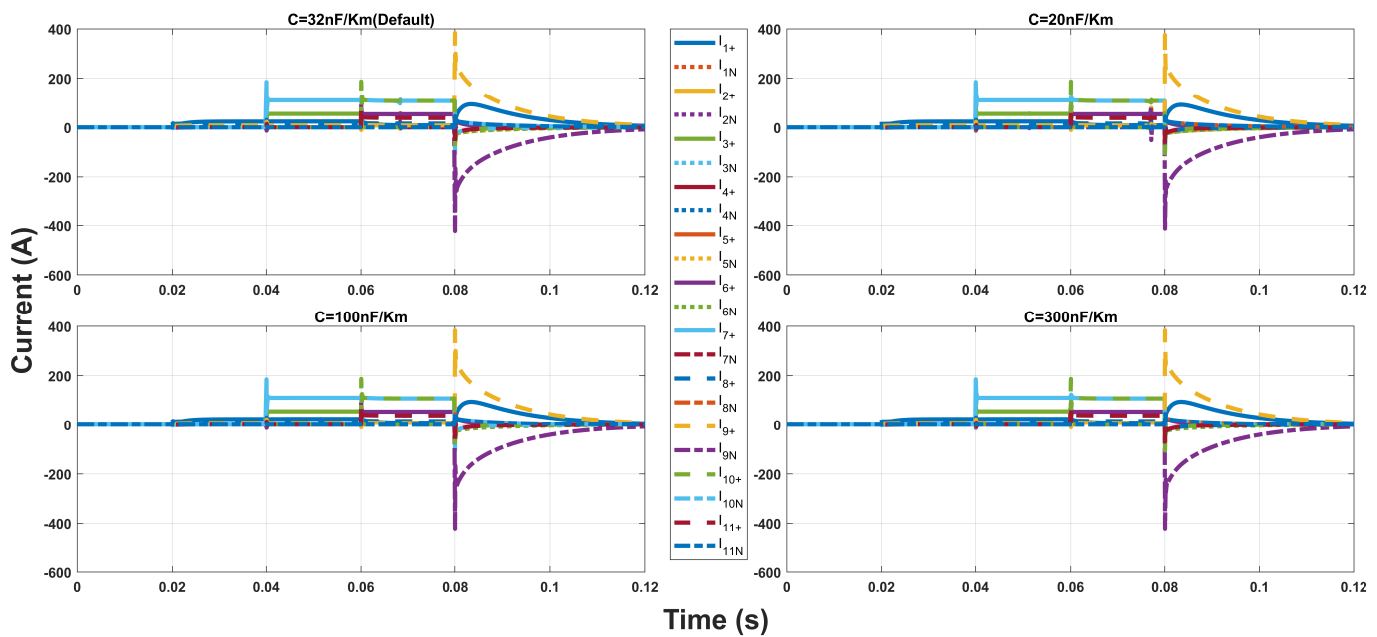 C=32nF/Km(Default)
400
200
0
-200
-400
-600
0 0.02 0.04 0.06 0.08 0.1 0.12
C=20nF/Km
400
200
0
-200
-400
-600
0 0.02 0.04 0.06 0.08 0.1 0.12
C=100nF/Km
400
200
0
-200
-400
-600
0 0.02 0.04 0.06 0.08 0.1 0.12
C=300nF/Km
400
200
0
-200
-400
-600
0 0.02 0.04 0.06 0.08 0.1 0.12
I1+
I1N
I2+
I2N
I3+
I3N
I4+
I4N
I5+
I5N
I6+
I6N
I7+
I7N
I8+
I8N
I9+
I9N
I10+
I10N
I11+
I11N
Current (A)
Time (s)